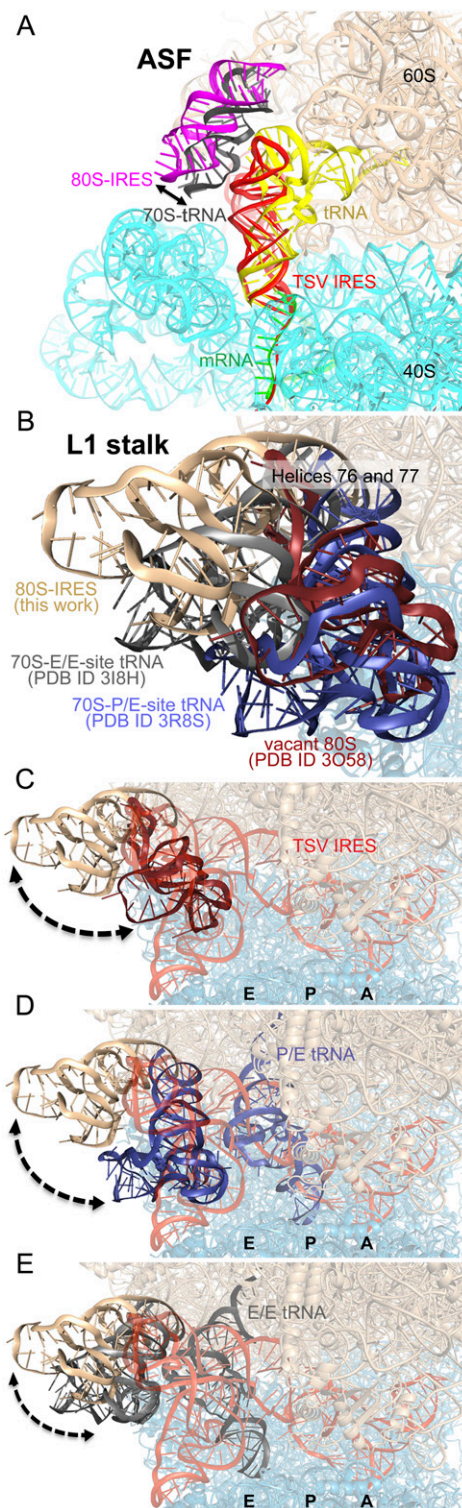 A
ASF
60S
80S-IRES
70S-tRNA
tRNA
TSV IRES
mRNA
40S
B
L1 stalk
Helices 76 and 77
80S-IRES
(this work)
70S-E/E-site tRNA
(PDB ID 3I8H)
70S-P/E-site tRNA
(PDB ID 3R8S)
vacant 80S
(PDB ID 3O58)
C
TSV IRES
E P A
D
P/E tRNA
E P A
E
E/E tRNA
E P A